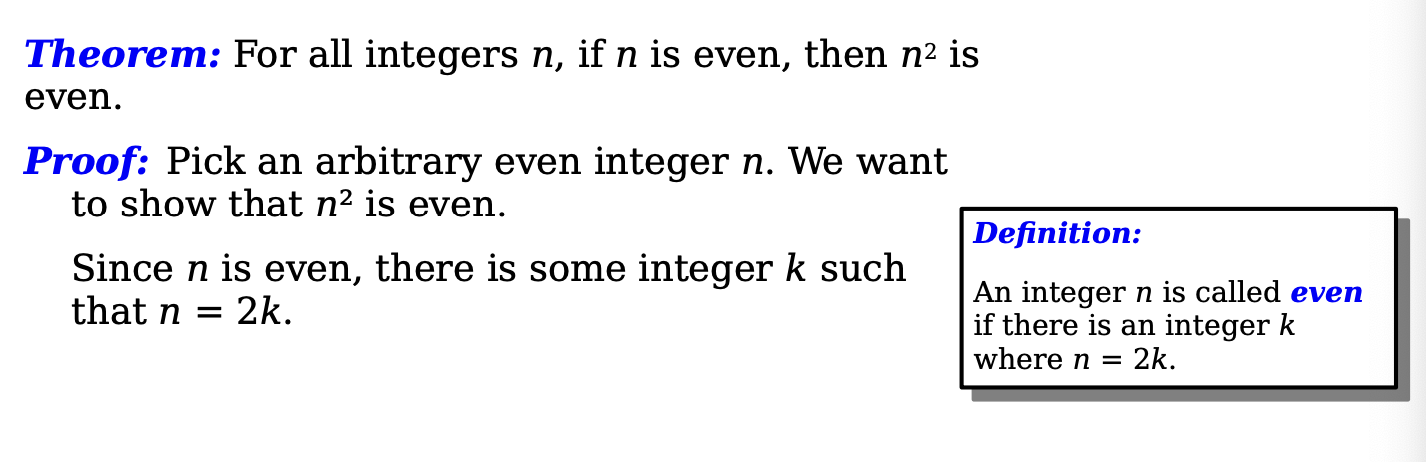 Theorem: For all integers n, if n is even, then n² is
even.
Proof: Pick an arbitrary even integer n. We want
to show that n² is even.
Since n is even, there is some integer k such
that n = 2k.
Definition:
An integer n is called even
if there is an integer k
where n = 2k.